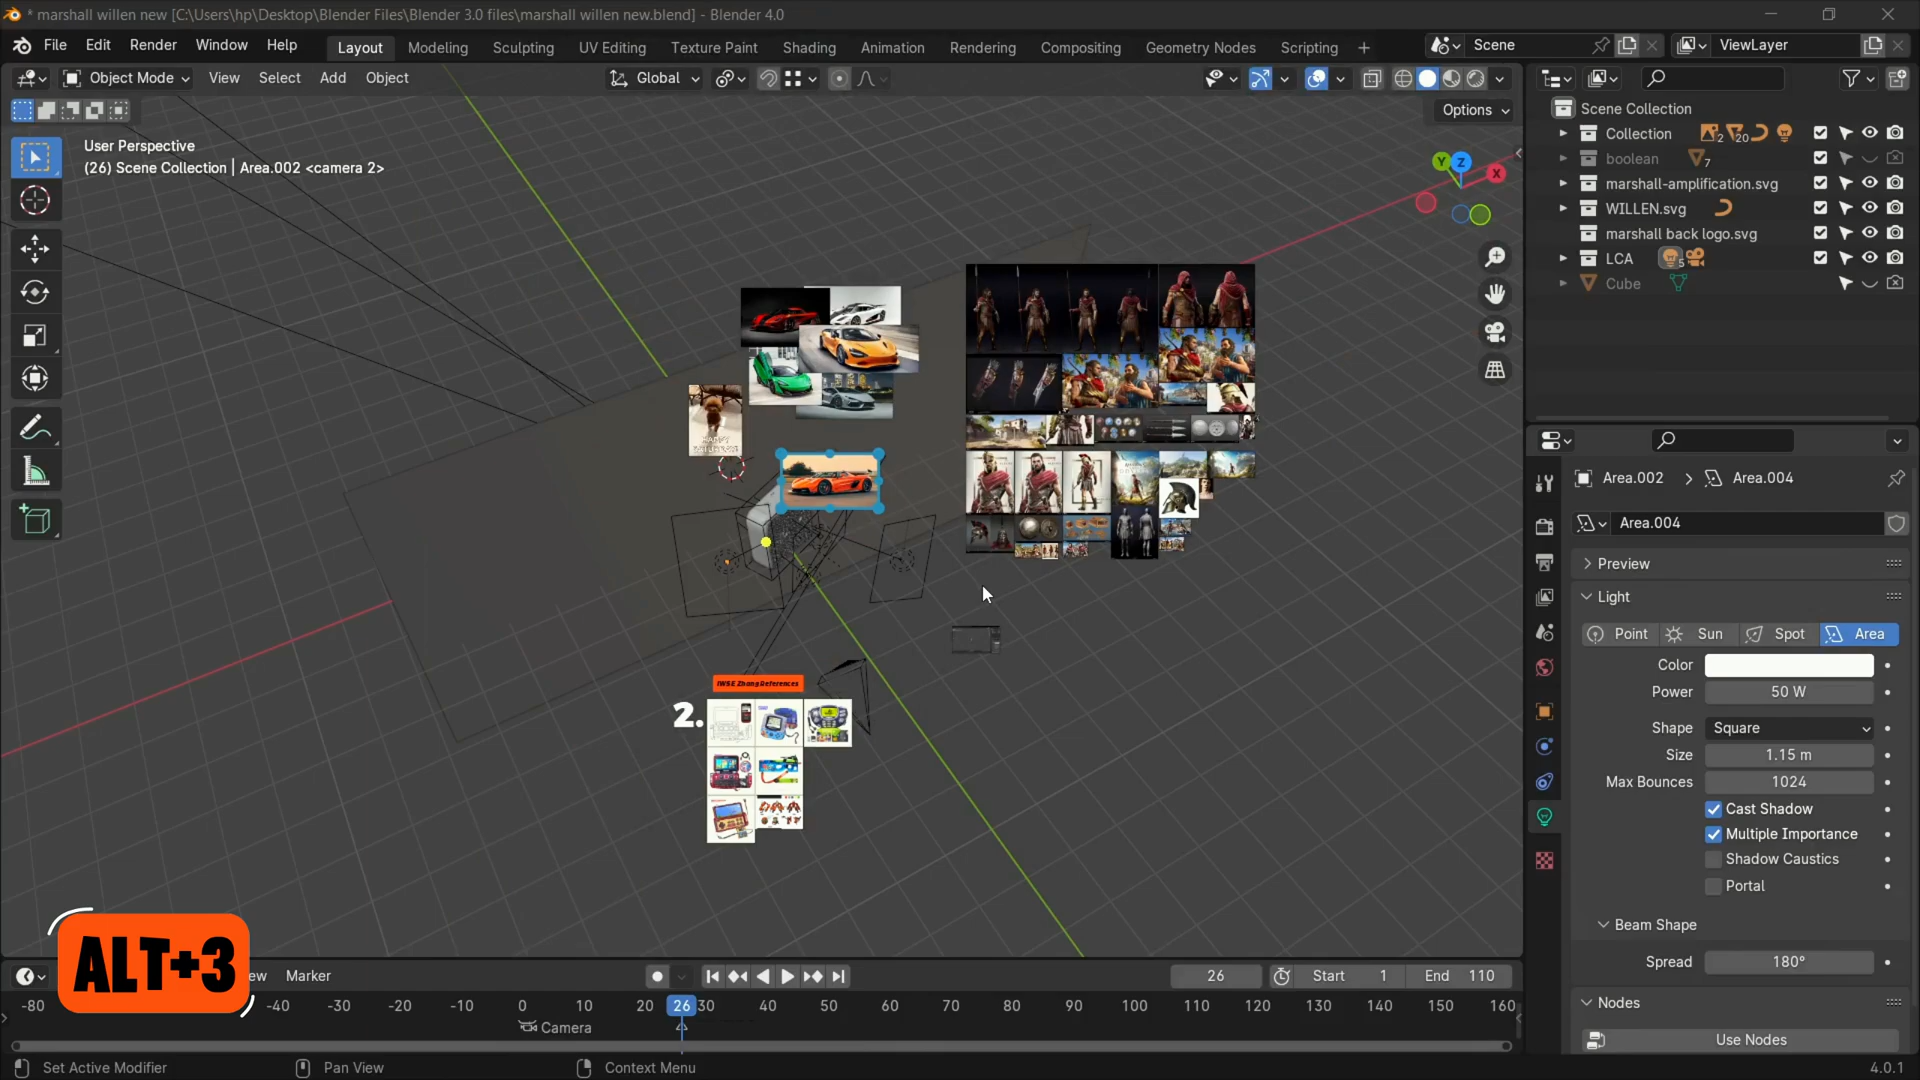 * marshall willen new [C:\Users\hp\Desktop\Blender Files\Blender 3.0 files\marshall willen new.blend] - Blender 4.0
File Edit Render Window Help
Layout Modeling Sculpting UV Editing Texture Paint Shading Animation Rendering Compositing Geometry Nodes Scripting +
Scene
ViewLayer
Object Mode View Select Add Object
Global
Options
User Perspective
(26) Scene Collection | Area.002 <camera 2>
Y Z X
Scene Collection
Collection 2 20
boolean 7
marshall-amplification.svg
WILLEN.svg
marshall back logo.svg
LCA 5
Cube
Area.002 > Area.004
Area.004
Preview
Light
Point Sun Spot Area
Color
Power 50 W
Shape Square
Size 1.15 m
Max Bounces 1024
Cast Shadow
Multiple Importance
Shadow Caustics
Portal
Beam Shape
Spread 180°
Nodes
Use Nodes
IWSE Zhang References
2.
ALT+3
ew Marker
26 Start 1 End 110
-80 -40 -30 -20 -10 0 10 20 26 30 40 50 60 70 80 90 100 110 120 130 140 150 160
Camera
Set Active Modifier Pan View Context Menu 4.0.1